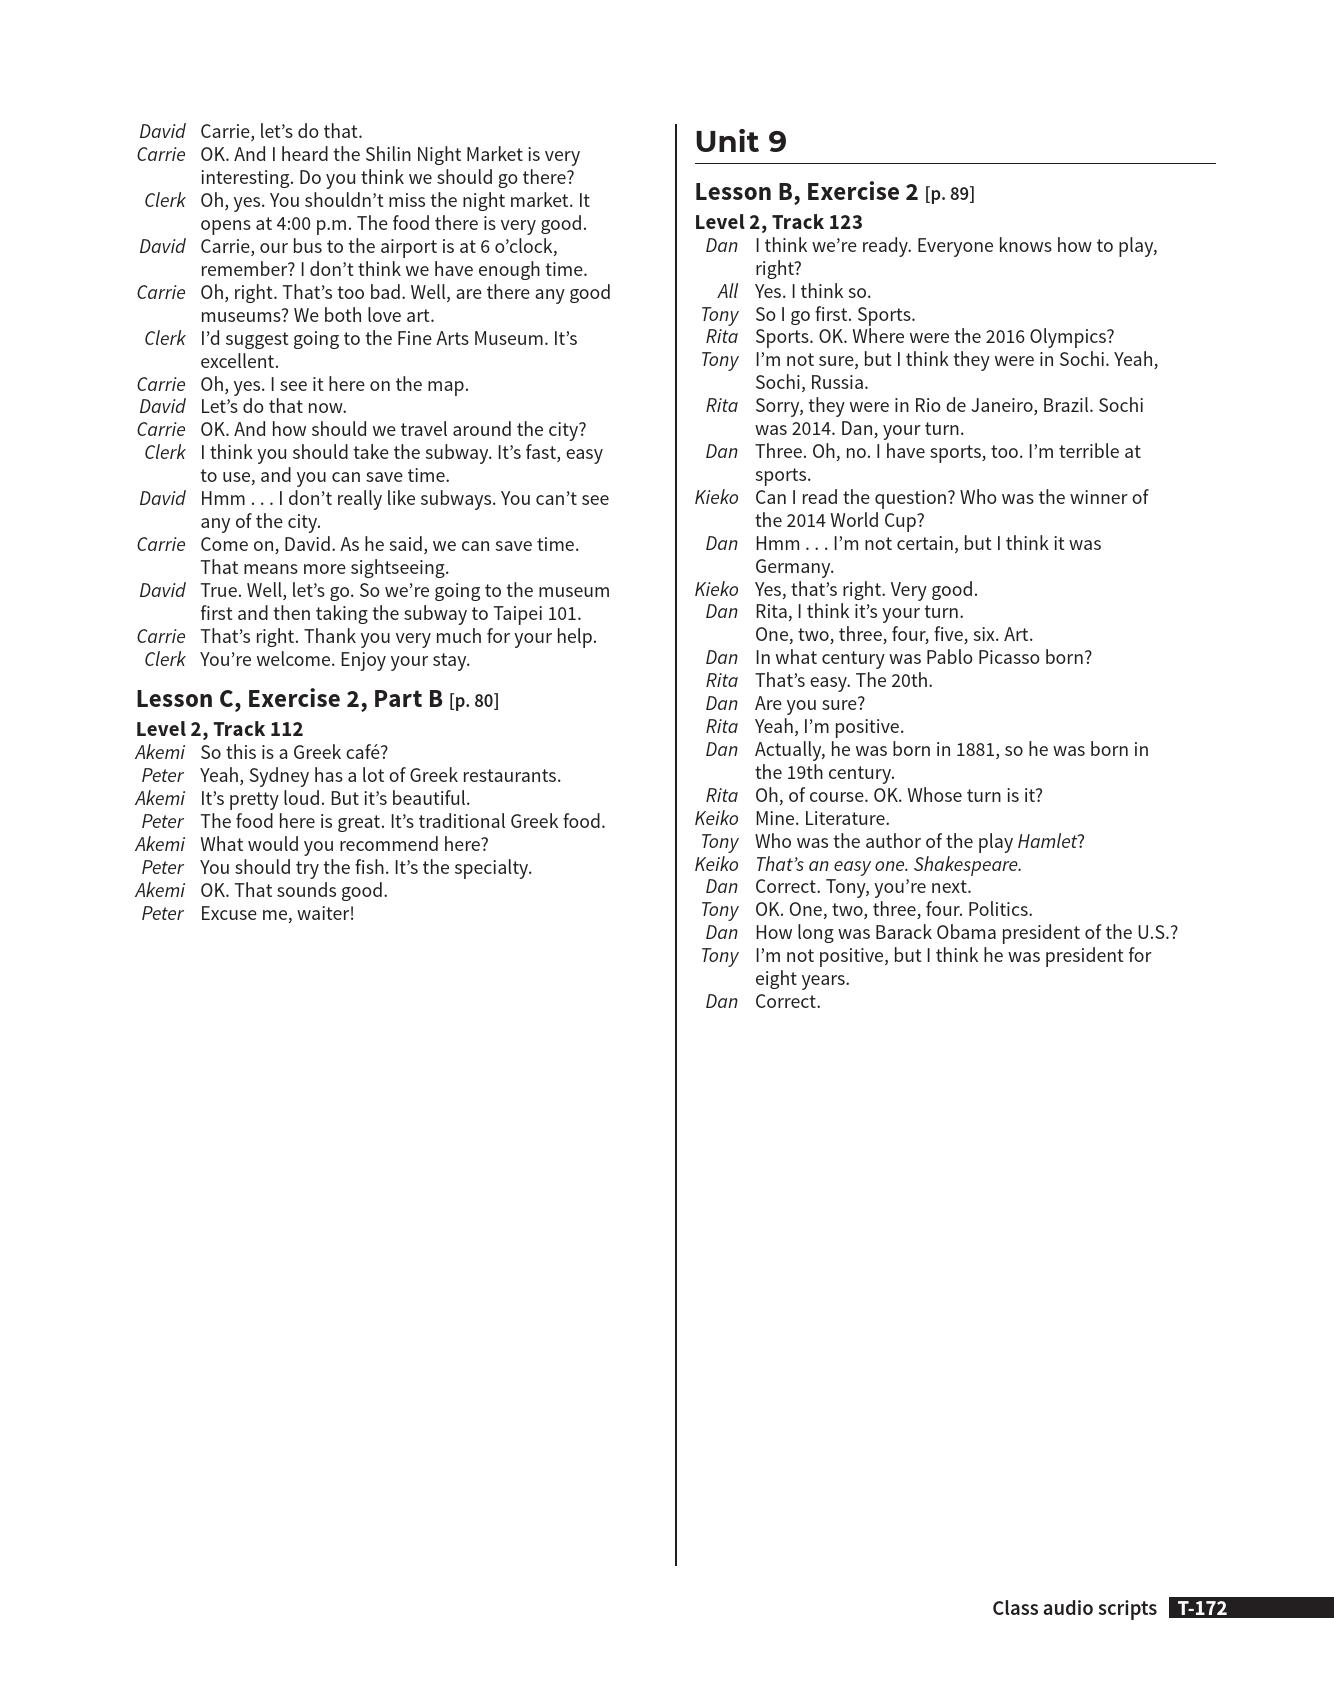 David Carrie, let’s do that.
Carrie OK. And I heard the Shilin Night Market is very
interesting. Do you think we should go there?
Clerk Oh, yes. You shouldn’t miss the night market. It
opens at 4:00 p.m. The food there is very good.
David Carrie, our bus to the airport is at 6 o’clock,
remember? I don’t think we have enough time.
Carrie Oh, right. That’s too bad. Well, are there any good
museums? We both love art.
Clerk I’d suggest going to the Fine Arts Museum. It’s
excellent.
Carrie Oh, yes. I see it here on the map.
David Let’s do that now.
Carrie OK. And how should we travel around the city?
Clerk I think you should take the subway. It’s fast, easy
to use, and you can save time.
David Hmm . . . I don’t really like subways. You can’t see
any of the city.
Carrie Come on, David. As he said, we can save time.
That means more sightseeing.
David True. Well, let’s go. So we’re going to the museum
first and then taking the subway to Taipei 101.
Carrie That’s right. Thank you very much for your help.
Clerk You’re welcome. Enjoy your stay.
Lesson C, Exercise 2, Part B [p. 80]
Level 2, Track 112
Akemi So this is a Greek café?
Peter Yeah, Sydney has a lot of Greek restaurants.
Akemi It’s pretty loud. But it’s beautiful.
Peter The food here is great. It’s traditional Greek food.
Akemi What would you recommend here?
Peter You should try the fish. It’s the specialty.
Akemi OK. That sounds good.
Peter Excuse me, waiter!
Unit 9
Lesson B, Exercise 2 [p. 89]
Level 2, Track 123
Dan I think we’re ready. Everyone knows how to play,
right?
All Yes. I think so.
Tony So I go first. Sports.
Rita Sports. OK. Where were the 2016 Olympics?
Tony I’m not sure, but I think they were in Sochi. Yeah,
Sochi, Russia.
Rita Sorry, they were in Rio de Janeiro, Brazil. Sochi
was 2014. Dan, your turn.
Dan Three. Oh, no. I have sports, too. I’m terrible at
sports.
Kieko Can I read the question? Who was the winner of
the 2014 World Cup?
Dan Hmm . . . I’m not certain, but I think it was
Germany.
Kieko Yes, that’s right. Very good.
Dan Rita, I think it’s your turn.
One, two, three, four, five, six. Art.
Dan In what century was Pablo Picasso born?
Rita That’s easy. The 20th.
Dan Are you sure?
Rita Yeah, I’m positive.
Dan Actually, he was born in 1881, so he was born in
the 19th century.
Rita Oh, of course. OK. Whose turn is it?
Keiko Mine. Literature.
Tony Who was the author of the play Hamlet?
Keiko That’s an easy one. Shakespeare.
Dan Correct. Tony, you’re next.
Tony OK. One, two, three, four. Politics.
Dan How long was Barack Obama president of the U.S.?
Tony I’m not positive, but I think he was president for
eight years.
Dan Correct.
Class audio scripts T-172